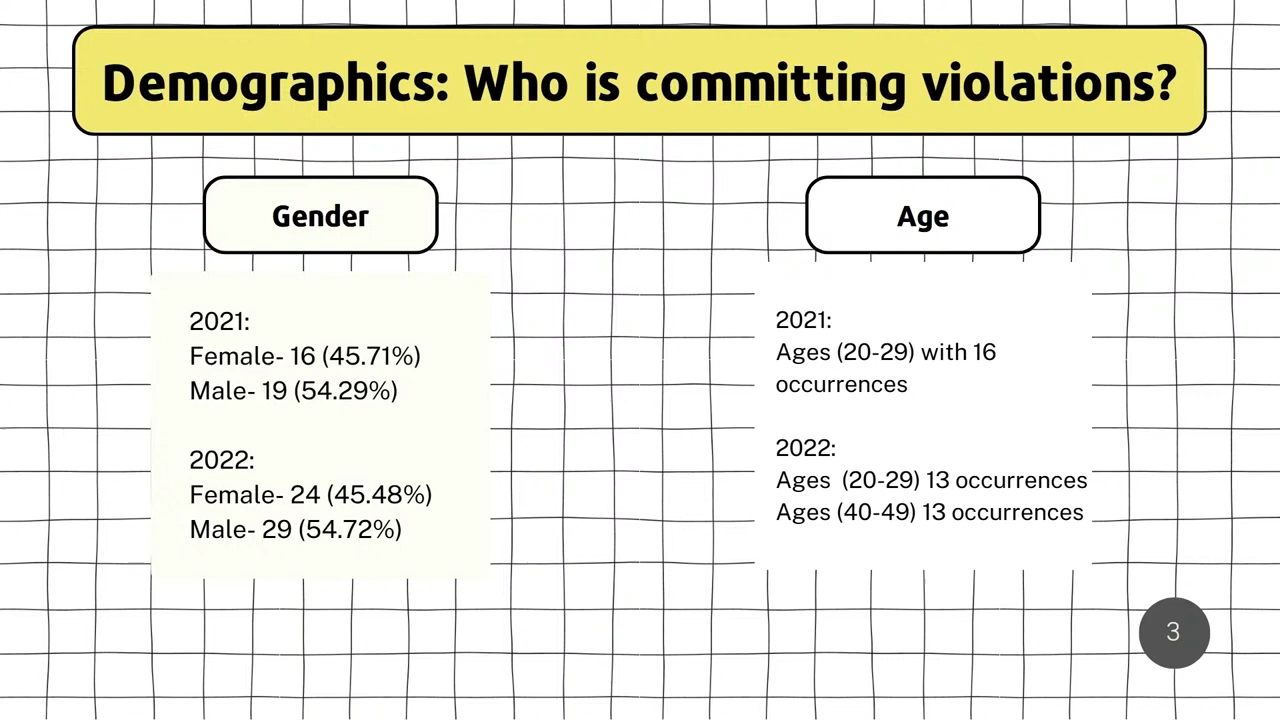 Demographics: Who is committing violations?
Gender
2021:
Female- 16 (45.71%)
Male- 19 (54.29%)
2022:
Female- 24 (45.48%)
Male- 29 (54.72%)
Age
2021:
Ages (20-29) with 16
occurrences
2022:
Ages  (20-29) 13 occurrences
Ages (40-49) 13 occurrences
3